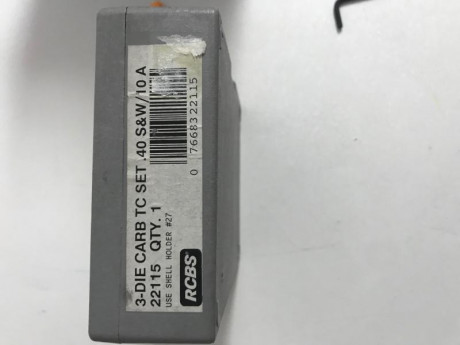 3-DIE CARB TC SET .40 S&W/10 A
22115 QTY. 1
USE SHELL HOLDER #27
0 76683 22115
RCBS